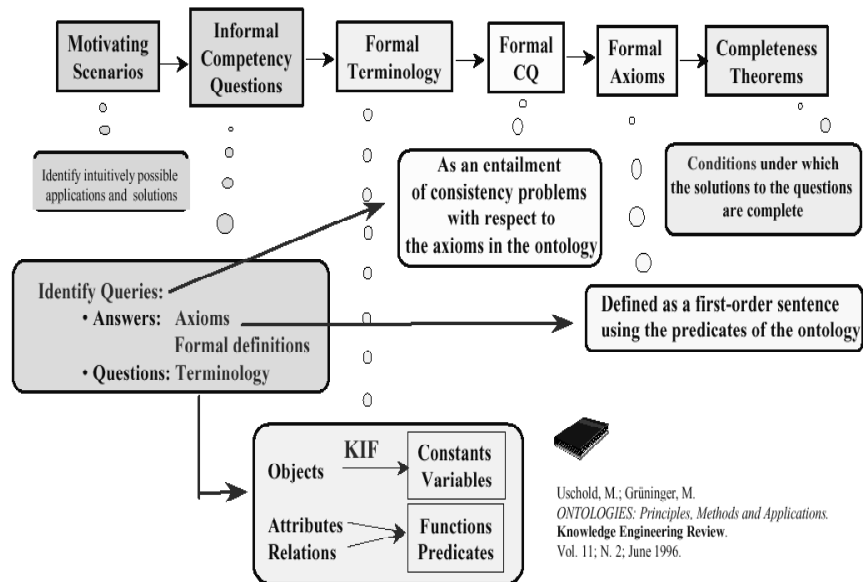 Motivating
Scenarios
Informal
Competency
Questions
Formal
Terminology
Formal
CQ
Formal
Axioms
Completeness
Theorems
Identify intuitively possible
applications and solutions
As an entailment
of consistency problems
with respect to
the axioms in the ontology
Conditions under which
the solutions to the questions
are complete
Identify Queries:
• Answers: Axioms
Formal definitions
• Questions: Terminology
Defined as a first-order sentence
using the predicates of the ontology
KIF
Objects
Constants
Variables
Attributes
Relations
Functions
Predicates
Uschold, M.; Grüninger, M.
ONTOLOGIES: Principles, Methods and Applications.
Knowledge Engineering Review.
Vol. 11; N. 2; June 1996.